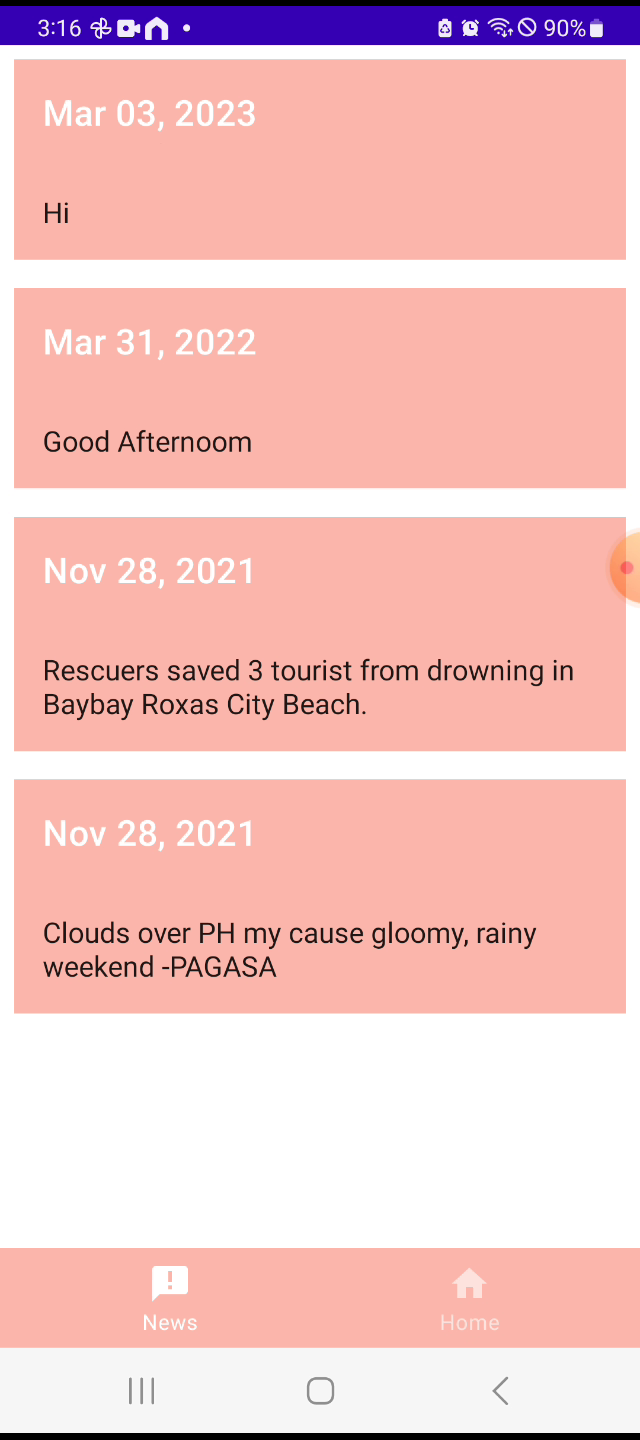 3:16
90%
Mar 03, 2023
Hi
Mar 31, 2022
Good Afternoom
Nov 28, 2021
Rescuers saved 3 tourist from drowning in
Baybay Roxas City Beach.
Nov 28, 2021
Clouds over PH my cause gloomy, rainy
weekend -PAGASA
News
Home